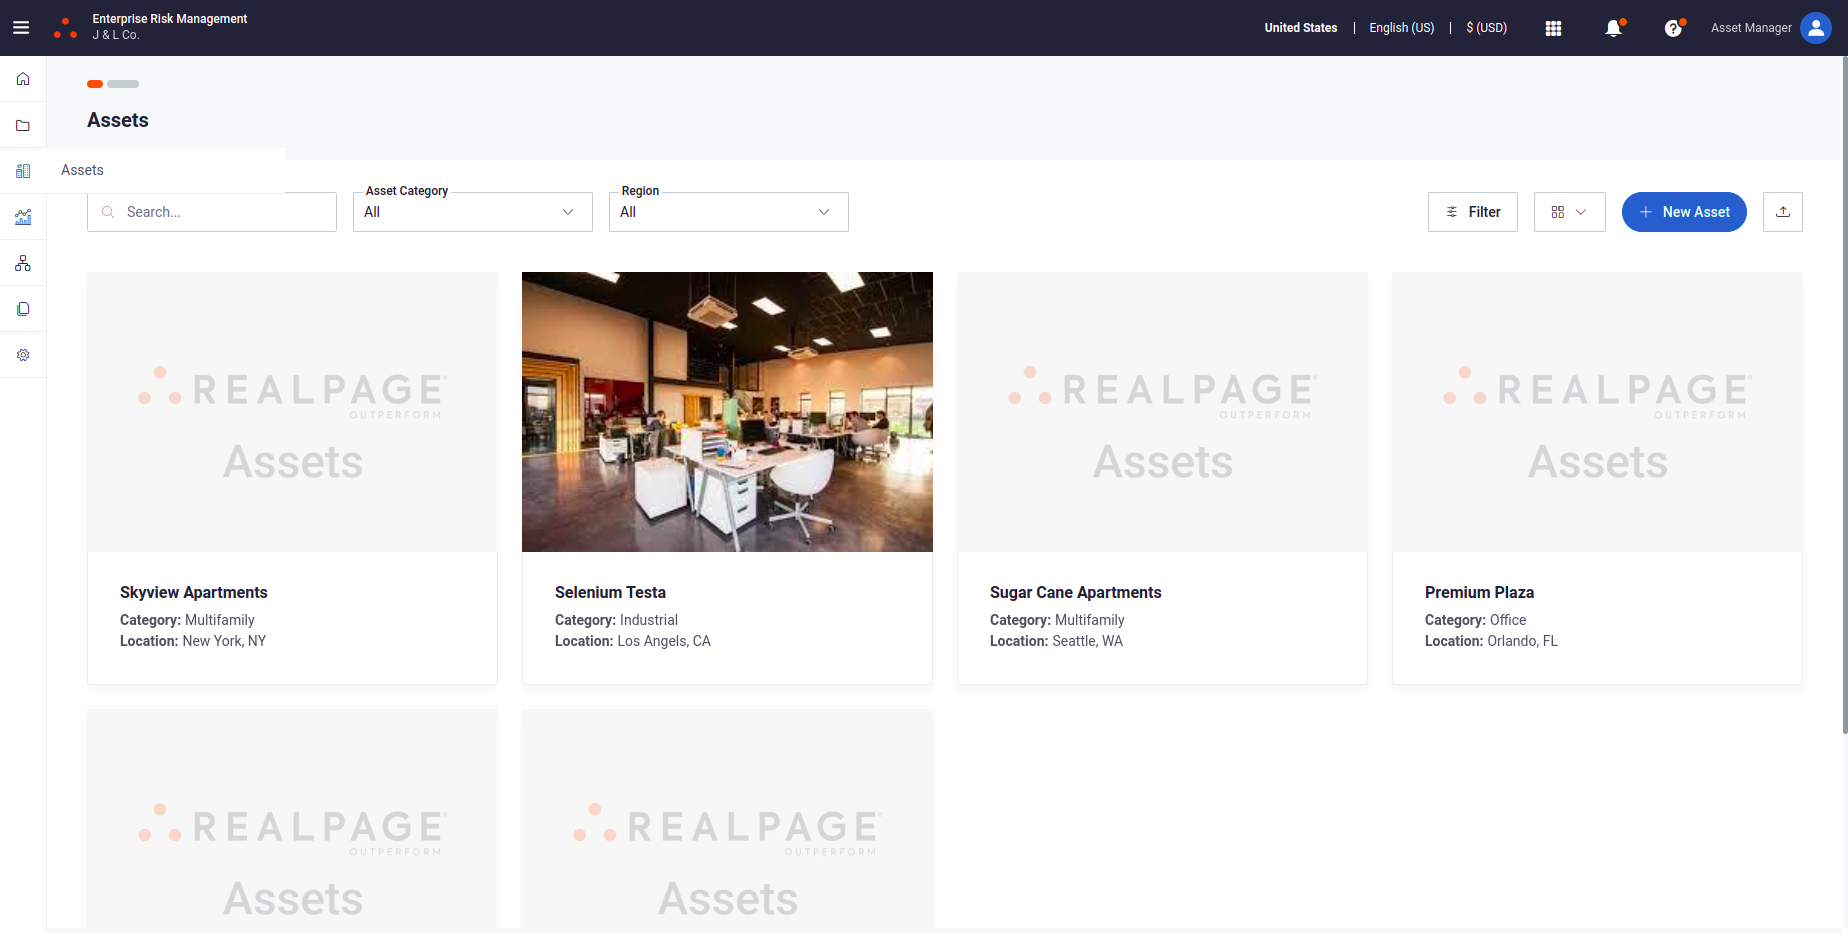 Enterprise Risk Management
J & L Co.
United States | English (US) | $ (USD)
Asset Manager
Assets
Assets
Search...
Asset Category
All
Region
All
Filter
New Asset
REALPAGE
OUTPERFORM
Assets
REALPAGE
OUTPERFORM
Assets
REALPAGE
OUTPERFORM
Assets
Skyview Apartments
Category: Multifamily
Location: New York, NY
Selenium Testa
Category: Industrial
Location: Los Angels, CA
Sugar Cane Apartments
Category: Multifamily
Location: Seattle, WA
Premium Plaza
Category: Office
Location: Orlando, FL
REALPAGE
OUTPERFORM
Assets
REALPAGE
OUTPERFORM
Assets